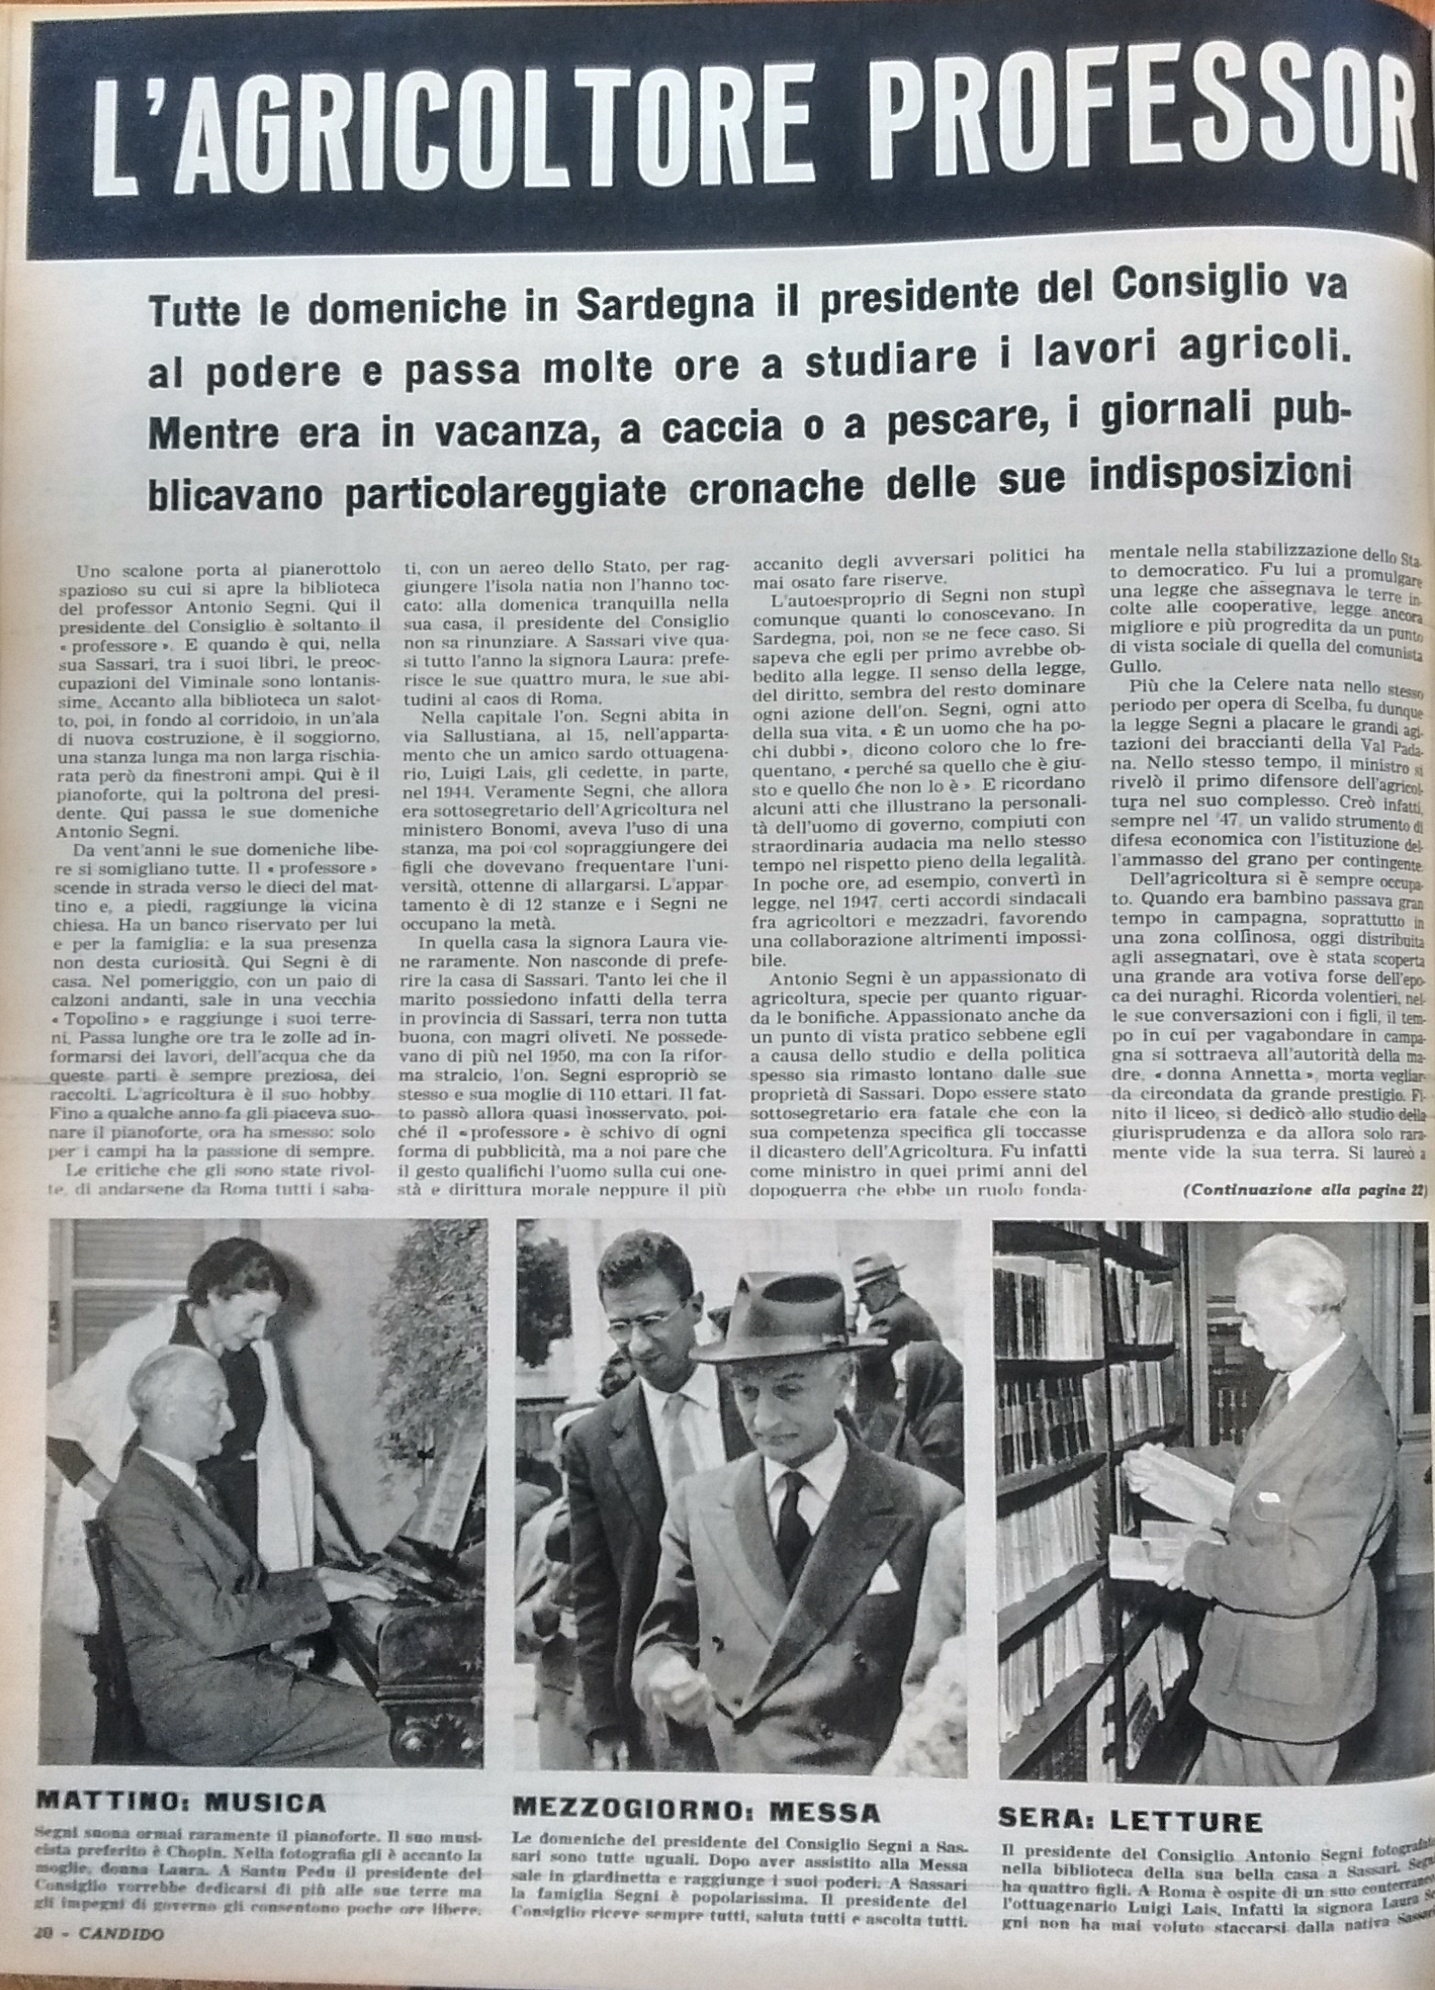 L'AGRICOLTORE PROFESSOR
Tutte le domeniche in Sardegna il presidente del Consiglio va
al podere e passa molte ore a studiare i lavori agricoli.
Mentre era in vacanza, a caccia o a pescare, i giornali pub-
blicavano particolareggiate cronache delle sue indisposizioni
Uno scalone porta al pianerottolo
spazioso su cui si apre la biblioteca
del professor Antonio Segni. Qui il
presidente del Consiglio è soltanto il
« professore ». E quando è qui, nella
sua Sassari, tra i suoi libri, le preoc-
cupazioni del Viminale sono lontanis-
sime. Accanto alla biblioteca un salot-
to, poi, in fondo al corridoio, in un'ala
di nuova costruzione, è il soggiorno,
una stanza lunga ma non larga rischia-
rata però da finestroni ampi. Qui è il
pianoforte, qui la poltrona del presi-
dente. Qui passa le sue domeniche
Antonio Segni.
Da vent'anni le sue domeniche libe-
re si somigliano tutte. Il « professore »
scende in strada verso le dieci del mat-
tino e, a piedi, raggiunge la vicina
chiesa. Ha un banco riservato per lui
e per la famiglia: e la sua presenza
non desta curiosità. Qui Segni è di
casa. Nel pomeriggio, con un paio di
calzoni andanti, sale in una vecchia
« Topolino » e raggiunge i suoi terre-
ni. Passa lunghe ore tra le zolle ad in-
formarsi dei lavori, dell'acqua che da
queste parti è sempre preziosa, dei
raccolti. L'agricoltura è il suo hobby.
Fino a qualche anno fa gli piaceva suo-
nare il pianoforte, ora ha smesso: solo
per i campi ha la passione di sempre.
Le critiche che gli sono state rivol-
te, di andarsene da Roma tutti i saba-
ti, con un aereo dello Stato, per rag-
giungere l'isola natia non l'hanno toc-
cato: alla domenica tranquilla nella
sua casa, il presidente del Consiglio
non sa rinunziare. A Sassari vive qua-
si tutto l'anno la signora Laura: prefe-
risce le sue quattro mura, le sue abi-
tudini al caos di Roma.
Nella capitale l'on. Segni abita in
via Sallustiana, al 15, nell'apparta-
mento che un amico sardo ottuagena-
rio, Luigi Lais, gli cedette, in parte,
nel 1944. Veramente Segni, che allora
era sottosegretario dell'Agricoltura nel
ministero Bonomi, aveva l'uso di una
stanza, ma poi col sopraggiungere dei
figli che dovevano frequentare l'uni-
versità, ottenne di allargarsi. L'appar-
tamento è di 12 stanze e i Segni ne
occupano la metà.
In quella casa la signora Laura vie-
ne raramente. Non nasconde di prefe-
rire la casa di Sassari. Tanto lei che il
marito possiedono infatti della terra
in provincia di Sassari, terra non tutta
buona, con magri oliveti. Ne possede-
vano di più nel 1950, ma con la rifor-
ma stralcio, l'on. Segni espropriò se
stesso e sua moglie di 110 ettari. Il fat-
to passò allora quasi inosservato, poi-
ché il « professore » è schivo di ogni
forma di pubblicità, ma a noi pare che
il gesto qualifichi l'uomo sulla cui one-
stà e dirittura morale neppure il più
accanito degli avversari politici ha
mai osato fare riserve.
L'autoesproprio di Segni non stupì
comunque quanti lo conoscevano. In
Sardegna, poi, non se ne fece caso. Si
sapeva che egli per primo avrebbe ob-
bedito alla legge. Il senso della legge,
del diritto, sembra del resto dominare
ogni azione dell'on. Segni, ogni atto
della sua vita. « È un uomo che ha po-
chi dubbi », dicono coloro che lo fre-
quentano, « perché sa quello che è giu-
sto e quello che non lo è » E ricordano
alcuni atti che illustrano la personali-
tà dell'uomo di governo, compiuti con
straordinaria audacia ma nello stesso
tempo nel rispetto pieno della legalità.
In poche ore, ad esempio, convertì in
legge, nel 1947, certi accordi sindacali
fra agricoltori e mezzadri, favorendo
una collaborazione altrimenti impossi-
bile.
Antonio Segni è un appassionato di
agricoltura, specie per quanto riguar-
da le bonifiche. Appassionato anche da
un punto di vista pratico sebbene egli
a causa dello studio e della politica
spesso sia rimasto lontano dalle sue
proprietà di Sassari. Dopo essere stato
sottosegretario era fatale che con la
sua competenza specifica gli toccasse
il dicastero dell'Agricoltura. Fu infatti
come ministro in quei primi anni del
dopoguerra che ebbe un ruolo fonda-
mentale nella stabilizzazione dello Sta-
to democratico. Fu lui a promulgare
una legge che assegnava le terre in-
colte alle cooperative, legge ancora
migliore e più progredita da un punto
di vista sociale di quella del comunista
Gullo.
Più che la Celere nata nello stesso
periodo per opera di Scelba, fu dunque
la legge Segni a placare le grandi agi-
tazioni dei braccianti della Val Pada-
na. Nello stesso tempo, il ministro si
rivelò il primo difensore dell'agricol-
tura nel suo complesso. Creò infatti,
sempre nel '47, un valido strumento di
difesa economica con l'istituzione del-
l'ammasso del grano per contingente.
Dell'agricoltura si è sempre occupa-
to. Quando era bambino passava gran
tempo in campagna, soprattutto in
una zona collinosa, oggi distribuita
agli assegnatari, ove è stata scoperta
una grande ara votiva forse dell'epo-
ca dei nuraghi. Ricorda volentieri, nel-
le sue conversazioni con i figli, il tem-
po in cui per vagabondare in campa-
gna si sottraeva all'autorità della ma-
dre, « donna Annetta », morta vegliar-
da circondata da grande prestigio. Fi-
nito il liceo, si dedicò allo studio della
giurisprudenza e da allora solo rara-
mente vide la sua terra. Si laureò a
(Continuazione alla pagina 22)
MATTINO: MUSICA
Segni suona ormai raramente il pianoforte. Il suo musi-
cista preferito è Chopin. Nella fotografia gli è accanto la
moglie, donna Laura. A Santu Pedu il presidente del
Consiglio vorrebbe dedicarsi di più alle sue terre ma
gli impegni di governo gli consentono poche ore libere.
MEZZOGIORNO: MESSA
Le domeniche del presidente del Consiglio Segni a Sas-
sari sono tutte uguali. Dopo aver assistito alla Messa
sale in giardinetta e raggiunge i suoi poderi. A Sassari
la famiglia Segni è popolarissima. Il presidente del
Consiglio riceve sempre tutti, saluta tutti e ascolta tutti.
SERA: LETTURE
Il presidente del Consiglio Antonio Segni fotografato
nella biblioteca della sua bella casa a Sassari. Segni
ha quattro figli. A Roma è ospite di un suo conterraneo
l'ottuagenario Luigi Lais. Infatti la signora Laura Se-
gni non ha mai voluto staccarsi dalla nativa Sassari
20 - CANDIDO